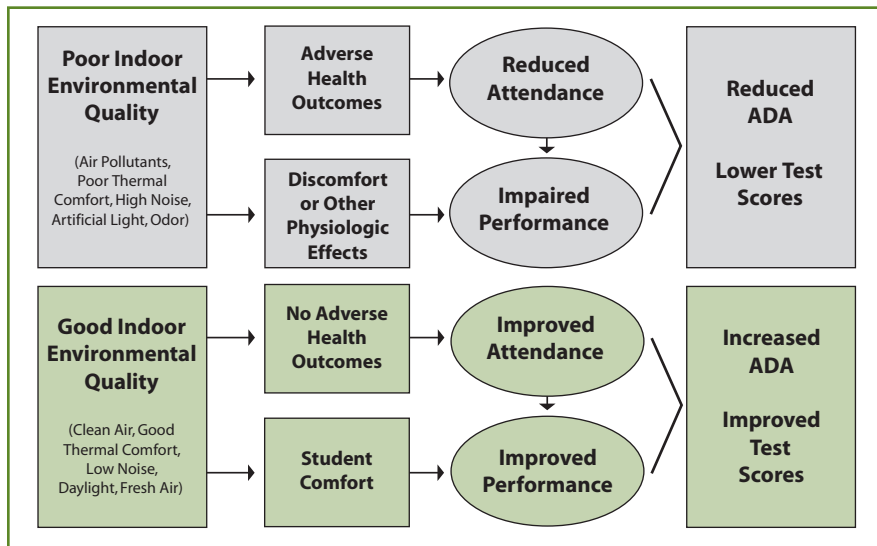 Poor Indoor
Environmental
Quality
(Air Pollutants,
Poor Thermal
Comfort, High Noise,
Artificial Light, Odor)
Adverse
Health
Outcomes
Reduced
Attendance
Discomfort
or Other
Physiologic
Effects
Impaired
Performance
Reduced
ADA
Lower Test
Scores
Good Indoor
Environmental
Quality
(Clean Air, Good
Thermal Comfort,
Low Noise,
Daylight, Fresh Air)
No Adverse
Health
Outcomes
Improved
Attendance
Student
Comfort
Improved
Performance
Increased
ADA
Improved
Test
Scores